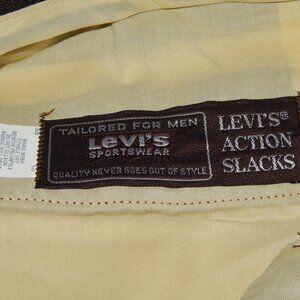 TAILORED FOR MEN
Levi's
SPORTSWEAR
QUALITY NEVER GOES OUT OF STYLE
LEVI'S®
ACTION
SLACKS